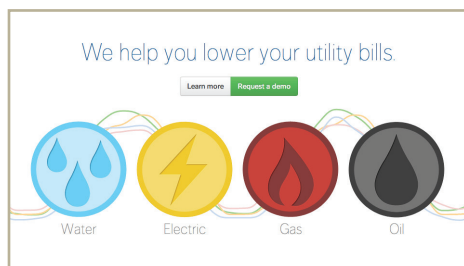 We help you lower your utility bills.
Learn more Request a demo
Water Electric Gas Oil